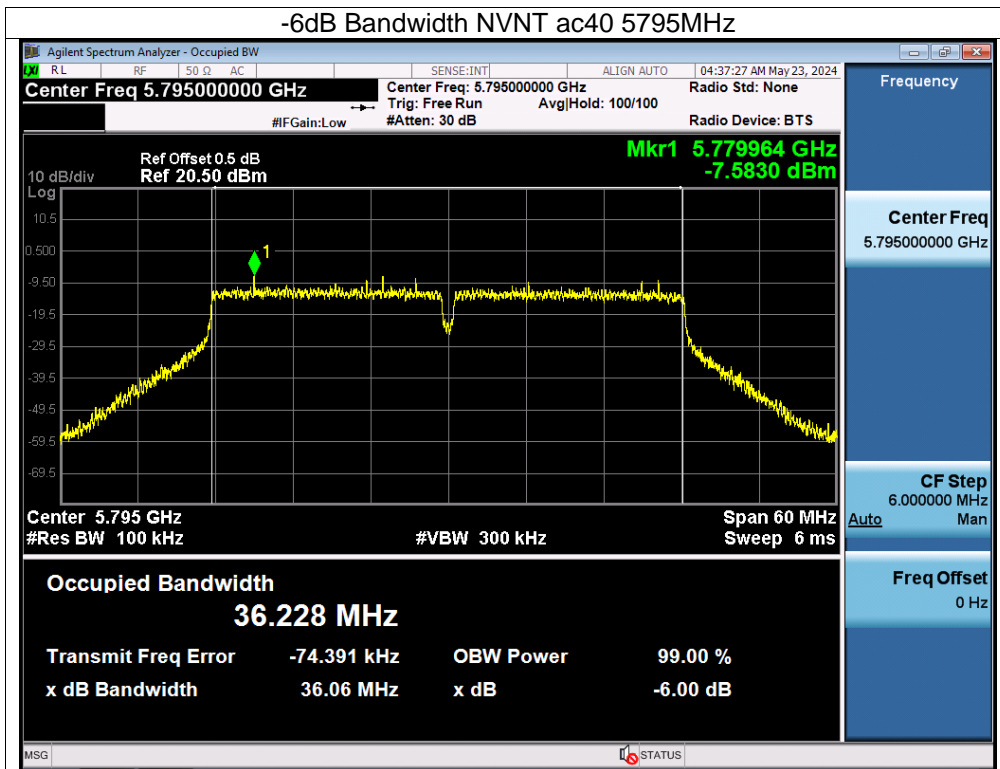 -6dB Bandwidth NVNT ac40 5795MHz
Agilent Spectrum Analyzer - Occupied BW
LXI RL RF 50 Ω AC SENSE:INT ALIGN AUTO 04:37:27 AM May 23, 2024
Center Freq 5.795000000 GHz
Center Freq: 5.795000000 GHz Radio Std: None
Trig: Free Run Avg|Hold: 100/100
#IFGain:Low #Atten: 30 dB Radio Device: BTS
Mkr1 5.779964 GHz
-7.5830 dBm
Ref Offset 0.5 dB
10 dB/div Ref 20.50 dBm
Log
10.5
0.500
-9.50
-19.5
-29.5
-39.5
-49.5
-59.5
-69.5
1
Center 5.795 GHz Span 60 MHz
#Res BW 100 kHz #VBW 300 kHz Sweep 6 ms
Occupied Bandwidth
36.228 MHz
Transmit Freq Error -74.391 kHz OBW Power 99.00 %
x dB Bandwidth 36.06 MHz x dB -6.00 dB
Frequency
Center Freq
5.795000000 GHz
CF Step
6.000000 MHz
Auto Man
Freq Offset
0 Hz
MSG STATUS